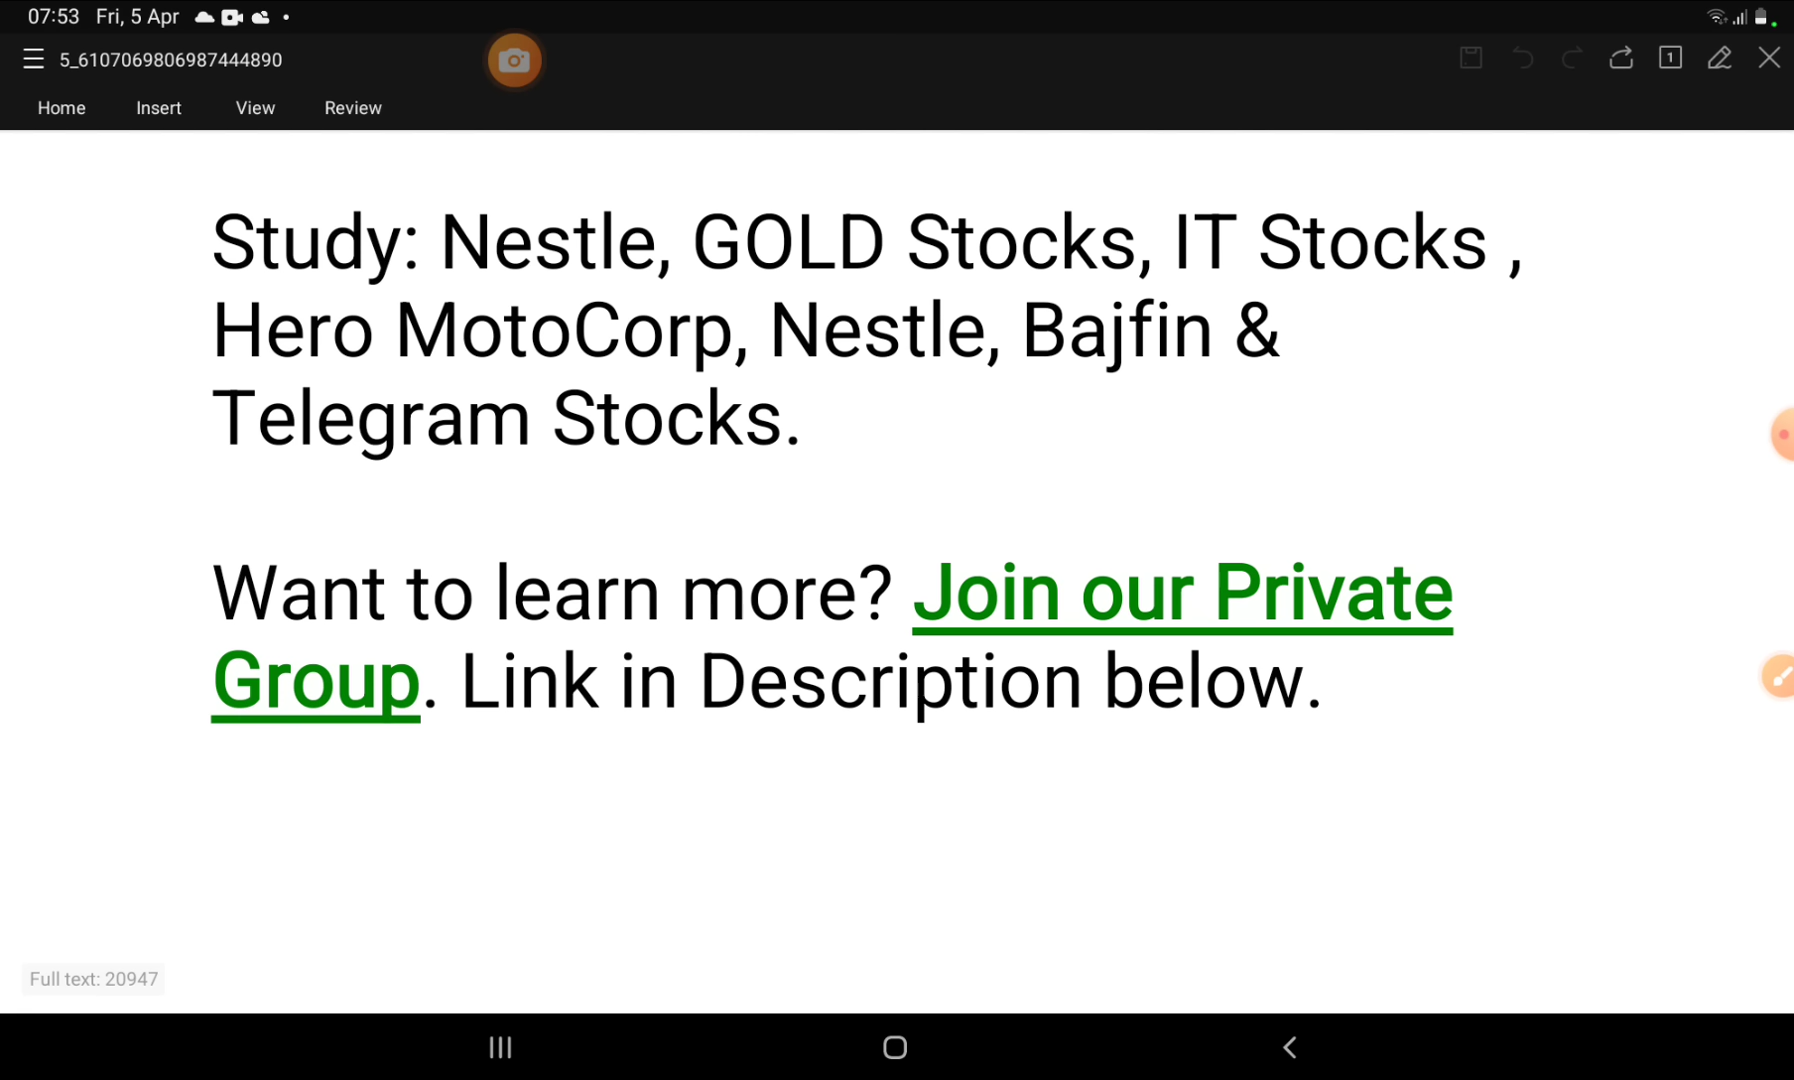 07:53 Fri, 5 Apr
5_6107069806987444890
1
Home Insert View Review
Study: Nestle, GOLD Stocks, IT Stocks ,
Hero MotoCorp, Nestle, Bajfin &
Telegram Stocks.
Want to learn more? Join our Private
Group. Link in Description below.
Full text: 20947